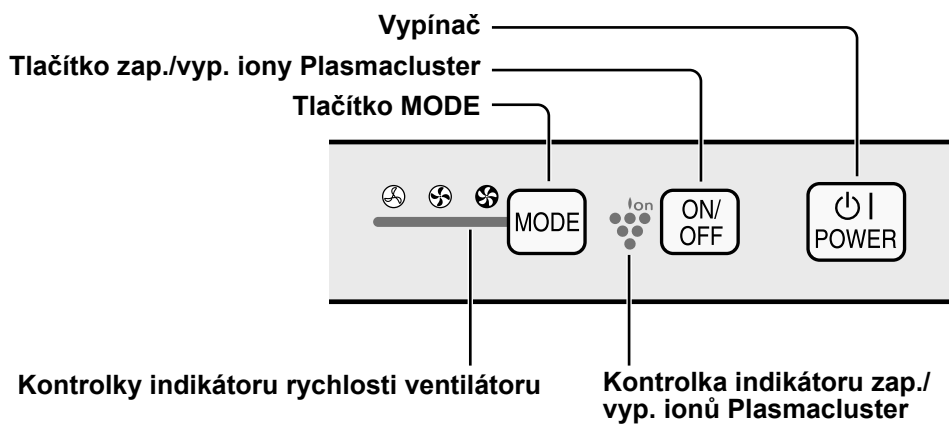 Vypínač
Tlačítko zap./vyp. iony Plasmacluster
Tlačítko MODE
MODE
Ion
ON/
OFF
POWER
Kontrolky indikátoru rychlosti ventilátoru
Kontrolka indikátoru zap./
vyp. ionů Plasmacluster